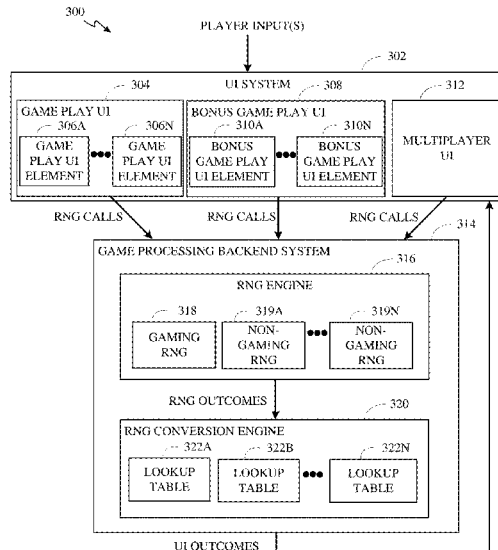 300
PLAYER INPUT(S)
302
UI SYSTEM
304
GAME PLAY UI
306A
GAME PLAY UI ELEMENT
306N
GAME PLAY UI ELEMENT
308
BONUS GAME PLAY UI
310A
BONUS GAME PLAY UI ELEMENT
310N
BONUS GAME PLAY UI ELEMENT
312
MULTIPLAYER UI
RNG CALLS
RNG CALLS
RNG CALLS
314
GAME PROCESSING BACKEND SYSTEM
316
RNG ENGINE
318
GAMING RNG
319A
NON-GAMING RNG
319N
NON-GAMING RNG
RNG OUTCOMES
320
RNG CONVERSION ENGINE
322A
LOOKUP TABLE
322B
LOOKUP TABLE
322N
LOOKUP TABLE
UI OUTCOMES